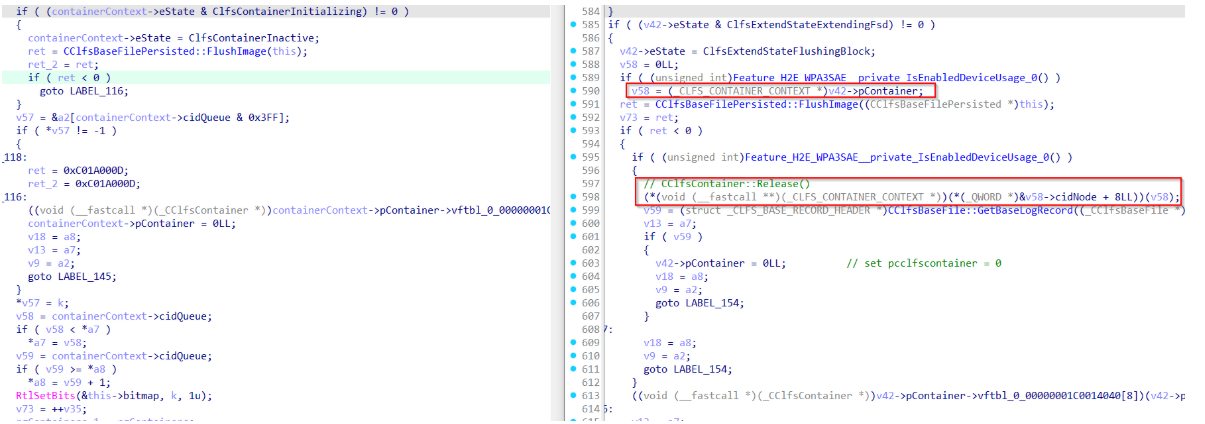 if ( (containerContext->eState & ClfsContainerInitializing) != 0 )
{
containerContext->eState = ClfsContainerInactive;
ret = CClfsBaseFilePersisted::FlushImage(this);
ret_2 = ret;
if ( ret < 0 )
goto LABEL_116;
}
v57 = &a2[containerContext->cidQueue & 0x3FF];
if ( *v57 != -1 )
{
118:
ret = 0xC01A000D;
ret_2 = 0xC01A000D;
116:
((void (__fastcall *)(_CClfsContainer *))containerContext->pContainer->vftbl_0_00000001C0
containerContext->pContainer = 0LL;
v18 = a8;
v13 = a7;
v9 = a2;
goto LABEL_145;
}
*v57 = k;
v58 = containerContext->cidQueue;
if ( v58 < *a7 )
*a7 = v58;
v59 = containerContext->cidQueue;
if ( v59 >= *a8 )
*a8 = v59 + 1;
RtlSetBits(&this->bitmap, k, 1u);
v73 = ++v35;
584 }
585 if ( (v42->eState & ClfsExtendStateExtendingFsd) != 0 )
586 {
587 v42->eState = ClfsExtendStateFlushingBlock;
588 v58 = 0LL;
589 if ( (unsigned int)Feature_H2E_WPA3SAE__private_IsEnabledDeviceUsage_0() )
590 v58 = (_CLFS_CONTAINER_CONTEXT *)v42->pContainer;
591 ret = CClfsBaseFilePersisted::FlushImage((CClfsBaseFilePersisted *)this);
592 v73 = ret;
593 if ( ret < 0 )
594 {
595 if ( (unsigned int)Feature_H2E_WPA3SAE__private_IsEnabledDeviceUsage_0() )
596 {
597 // CClfsContainer::Release()
598 (*(void (__fastcall **)(_CLFS_CONTAINER_CONTEXT *))(*(_QWORD *)&v58->cidNode + 8LL))(v58);
599 v59 = (struct _CLFS_BASE_RECORD_HEADER *)CClfsBaseFile::GetBaseLogRecord((_CClfsBaseFile *)
600 v13 = a7;
601 if ( v59 )
602 {
603 v42->pContainer = 0LL; // set pcclfscontainer = 0
604 v18 = a8;
605 v9 = a2;
606 goto LABEL_154;
607 }
608 7:
609 v18 = a8;
610 v9 = a2;
611 goto LABEL_154;
612 }
613 ((void (__fastcall *)(_CClfsContainer *))v42->pContainer->vftbl_0_00000001C0014040[8])(v42->p
614 5: